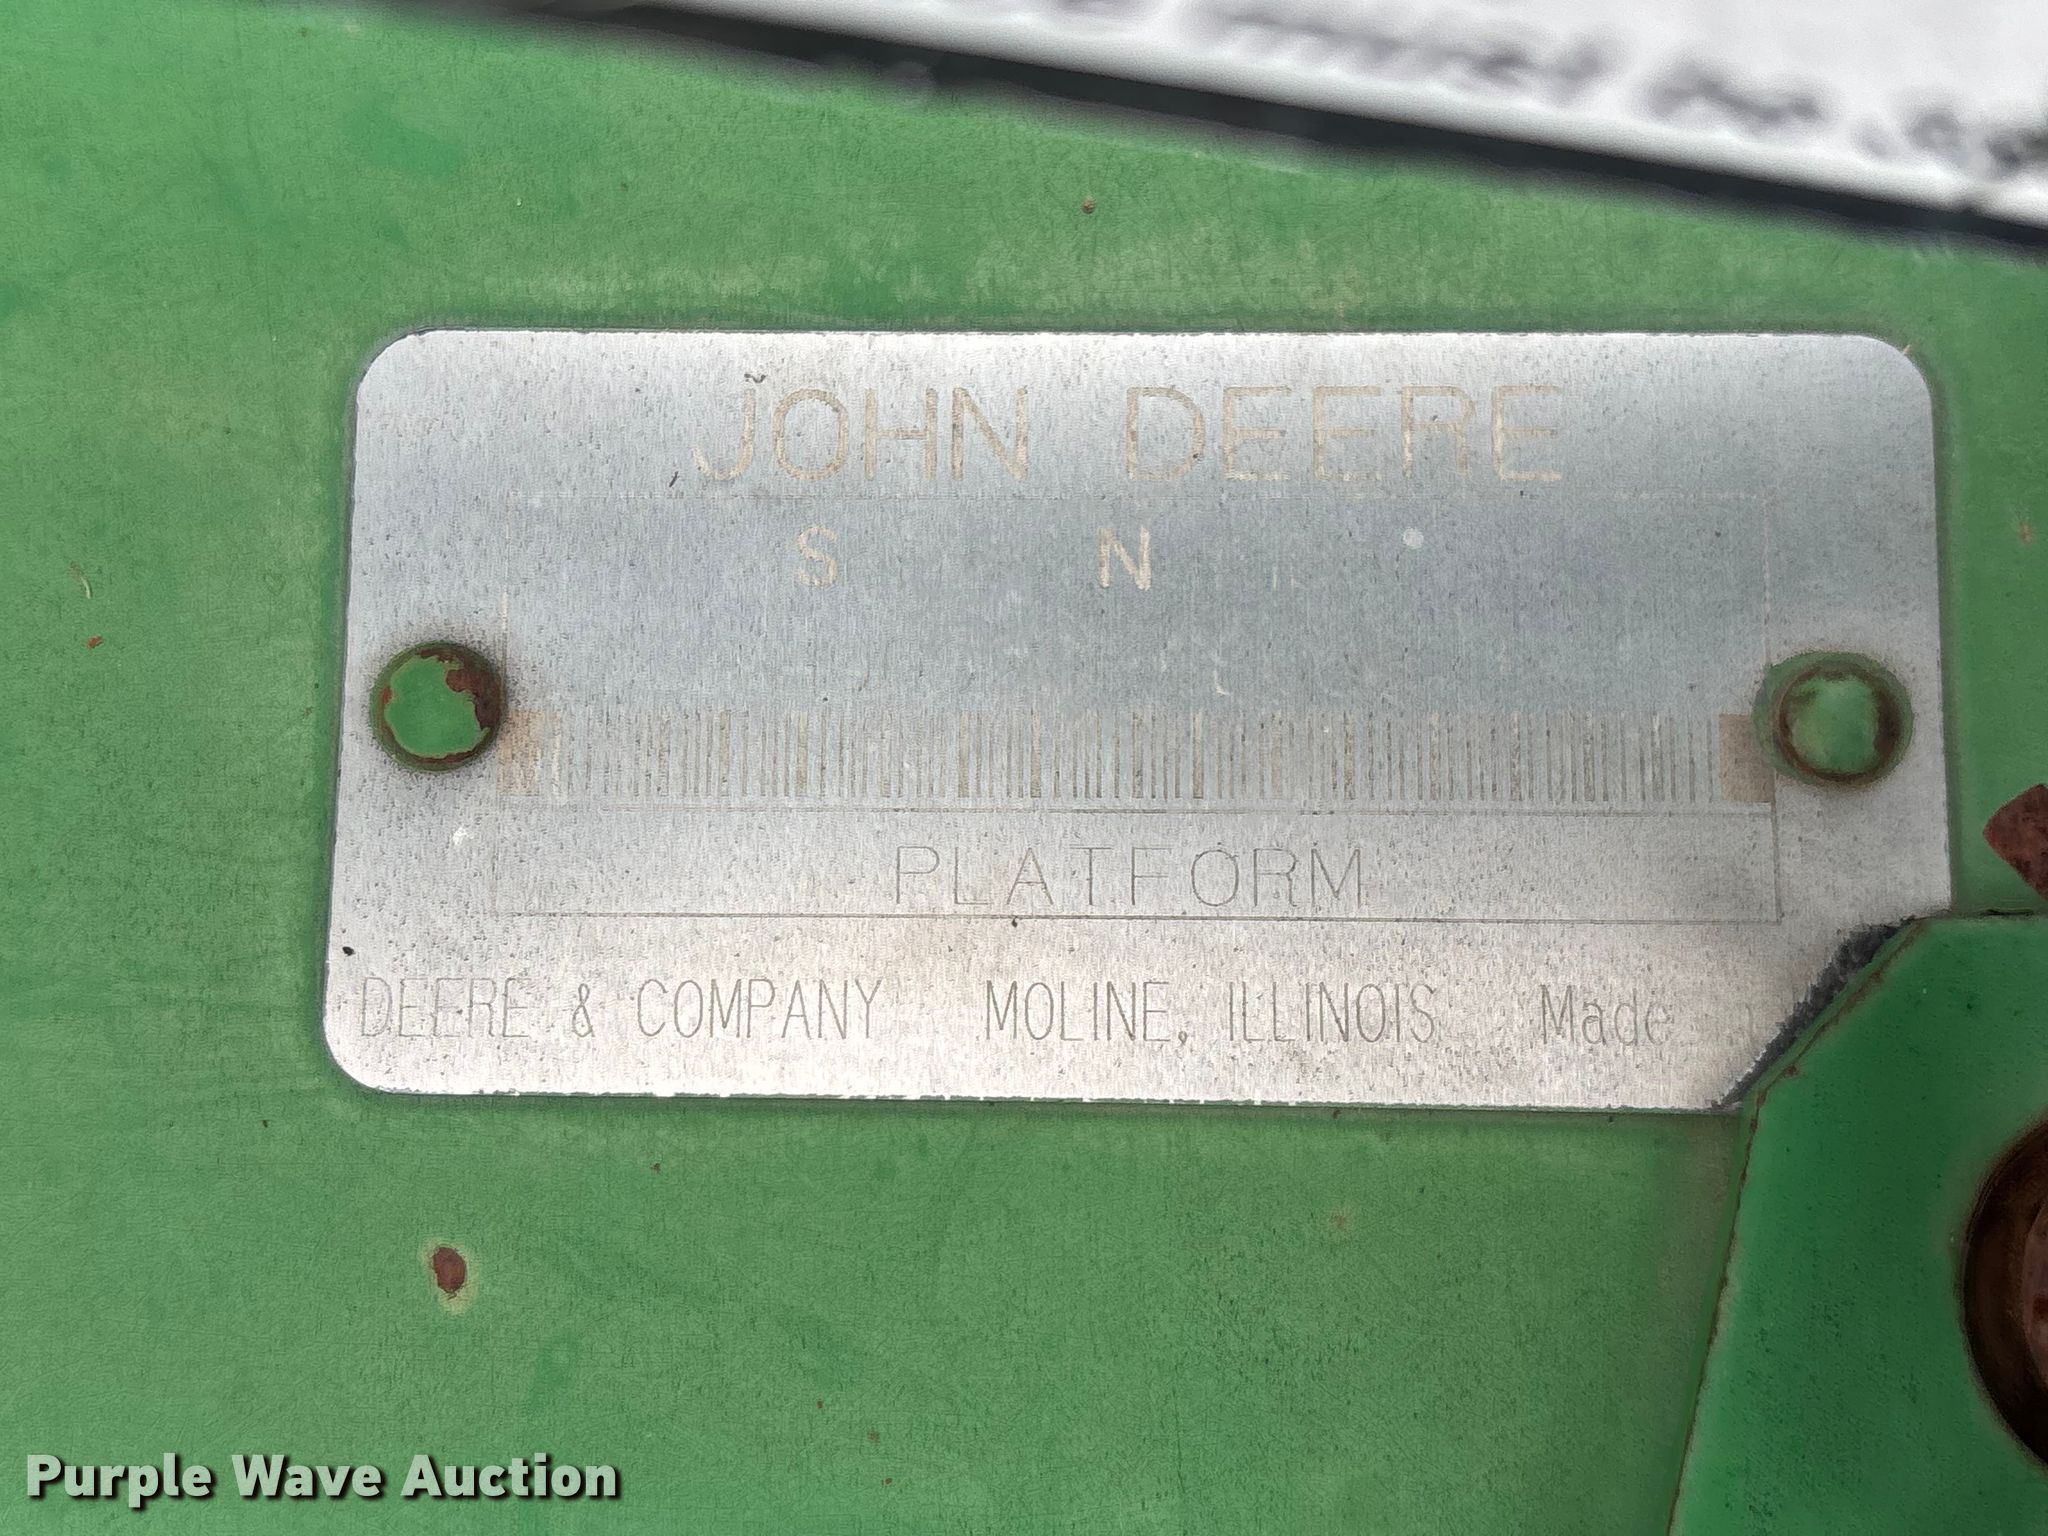 JOHN DEERE
S N
PLATFORM
DEERE & COMPANY MOLINE, ILLINOIS Made
Purple Wave Auction